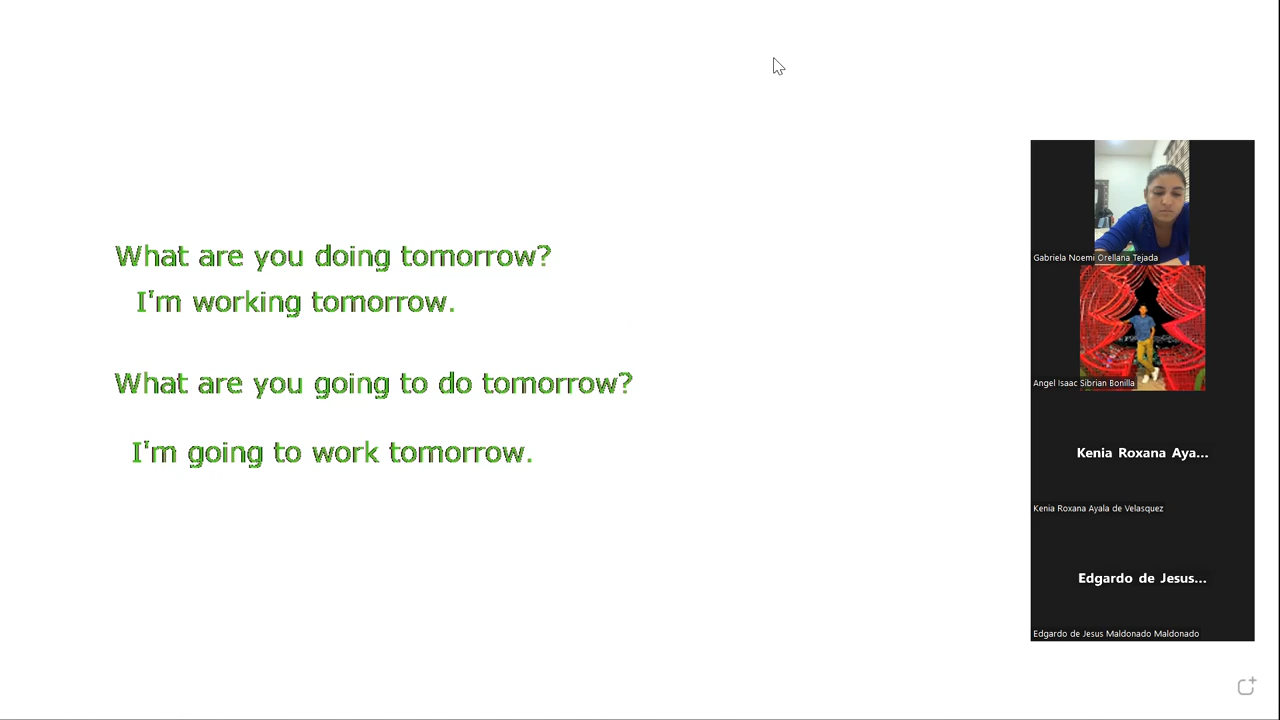 What are you doing tomorrow?
I'm working tomorrow.
What are you going to do tomorrow?
I'm going to work tomorrow.
Gabriela Noemi Orellana Tejada
Angel Isaac Sibrian Bonilla
Kenia Roxana Aya...
Kenia Roxana Ayala de Velasquez
Edgardo de Jesus...
Edgardo de Jesus Maldonado Maldonado